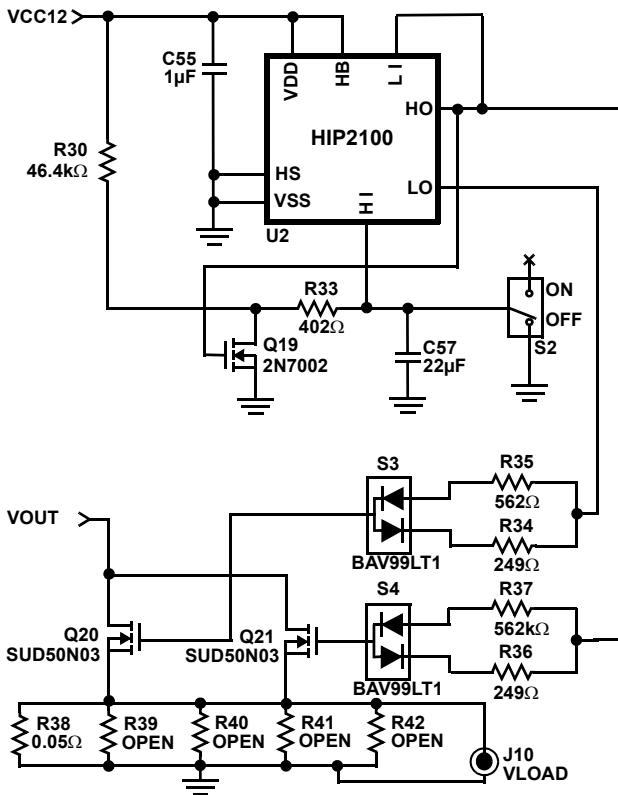 VCC12
C55
1µF
VDD
HB
LI
HO
HIP2100
R30
46.4kΩ
HS
LO
VSS
HI
U2
R33
402Ω
ON
OFF
S2
Q19
2N7002
C57
22µF
S3
R35
562Ω
VOUT
R34
249Ω
BAV99LT1
S4
R37
562kΩ
Q20
SUD50N03
Q21
SUD50N03
R36
249Ω
BAV99LT1
R38
0.05Ω
R39
OPEN
R40
OPEN
R41
OPEN
R42
OPEN
J10
VLOAD